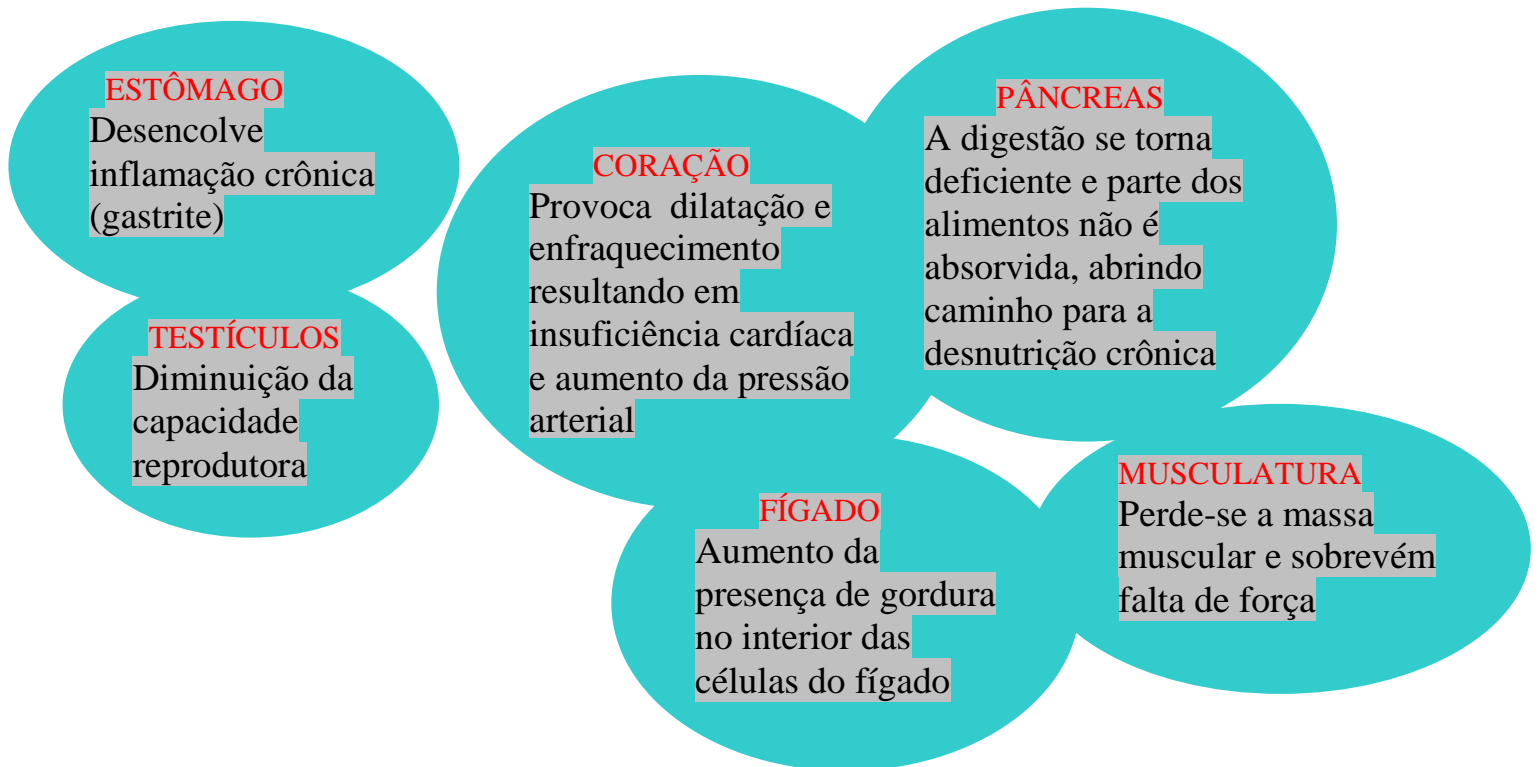 ESTÔMAGO
Desencolve
inflamação crônica
(gastrite)
TESTÍCULOS
Diminuição da
capacidade
reprodutora
CORAÇÃO
Provoca  dilatação e
enfraquecimento
resultando em
insuficiência cardíaca
e aumento da pressão
arterial
PÂNCREAS
A digestão se torna
deficiente e parte dos
alimentos não é
absorvida, abrindo
caminho para a
desnutrição crônica
FÍGADO
Aumento da
presença de gordura
no interior das
células do fígado
MUSCULATURA
Perde-se a massa
muscular e sobrevém
falta de força